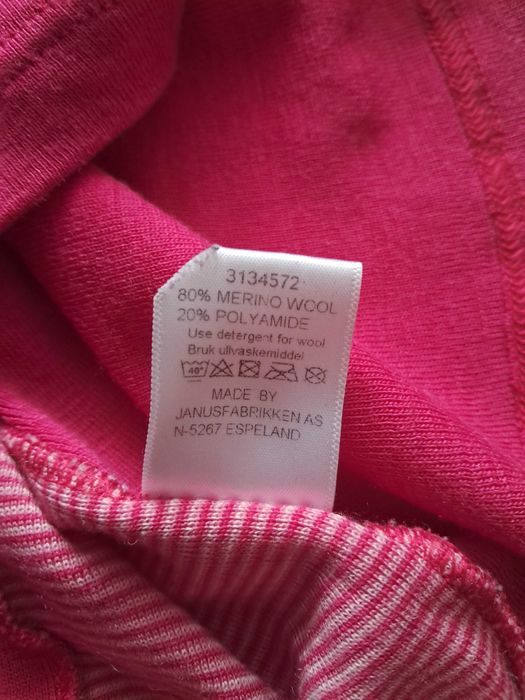 3134572
80% MERINO WOOL
20% POLYAMIDE
Use detergent for wool
Bruk ullvaskemiddel
40°
MADE BY
JANUSFABRIKKEN AS
N-5267 ESPELAND